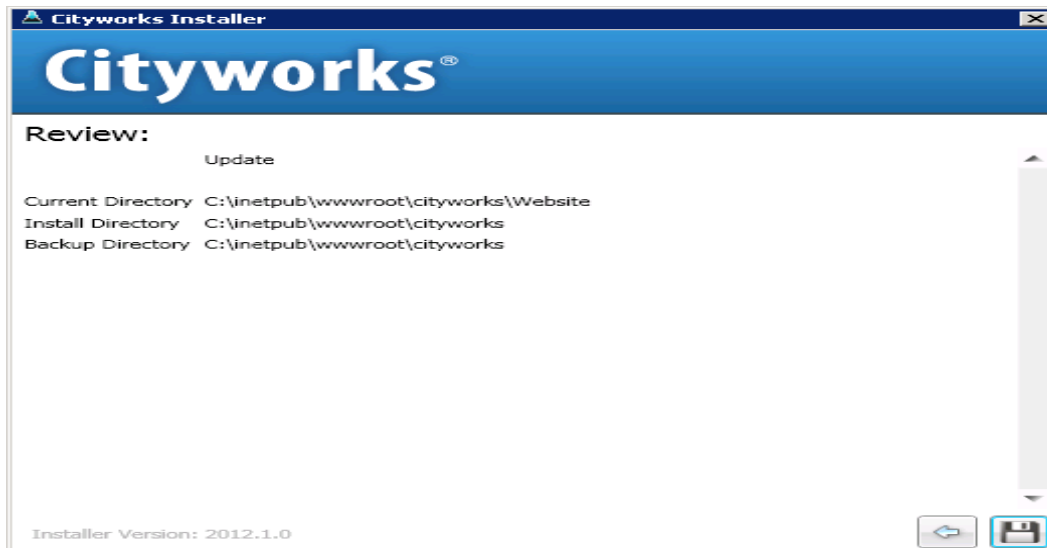 Cityworks Installer
Cityworks®
Review:
Update
Current Directory C:\inetpub\wwwroot\cityworks\Website
Install Directory C:\inetpub\wwwroot\cityworks
Backup Directory C:\inetpub\wwwroot\cityworks
Installer Version: 2012.1.0